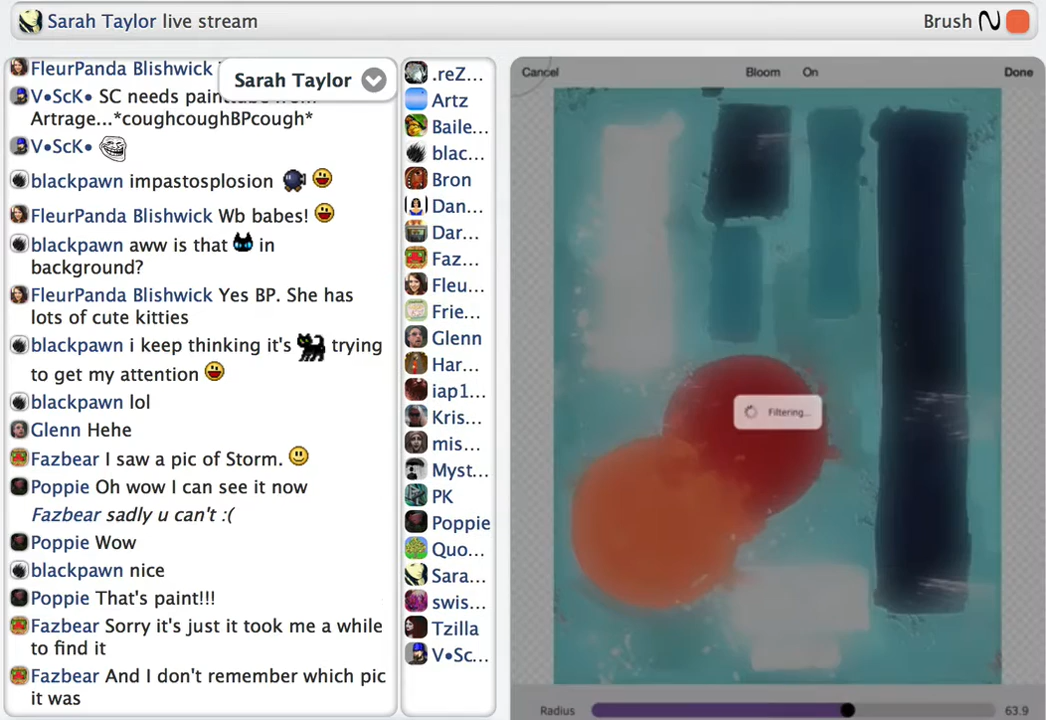 Sarah Taylor live stream
Brush
FleurPanda Blishwick
Sarah Taylor
V•ScK• SC needs
Artrage...*coughcoughBPcough*
V•ScK•
blackpawn impastosplosion
FleurPanda Blishwick Wb babes!
blackpawn aww is that in
background?
FleurPanda Blishwick Yes BP. She has
lots of cute kitties
blackpawn i keep thinking it's trying
to get my attention
blackpawn lol
Glenn Hehe
Fazbear I saw a pic of Storm.
Poppie Oh wow I can see it now
Fazbear sadly u can't :(
Poppie Wow
blackpawn nice
Poppie That's paint!!!
Fazbear Sorry it's just it took me a while
to find it
Fazbear And I don't remember which pic
it was
.reZ...
Artz
Baile...
blac...
Bron
Dan...
Dar...
Faz...
Fleu...
Frie...
Glenn
Har...
iap1...
Kris...
mis...
Myst...
PK
Poppie
Quo...
Sara...
swis...
Tzilla
V•Sc...
Cancel
Bloom On
Done
Filtering...
Radius
63.9